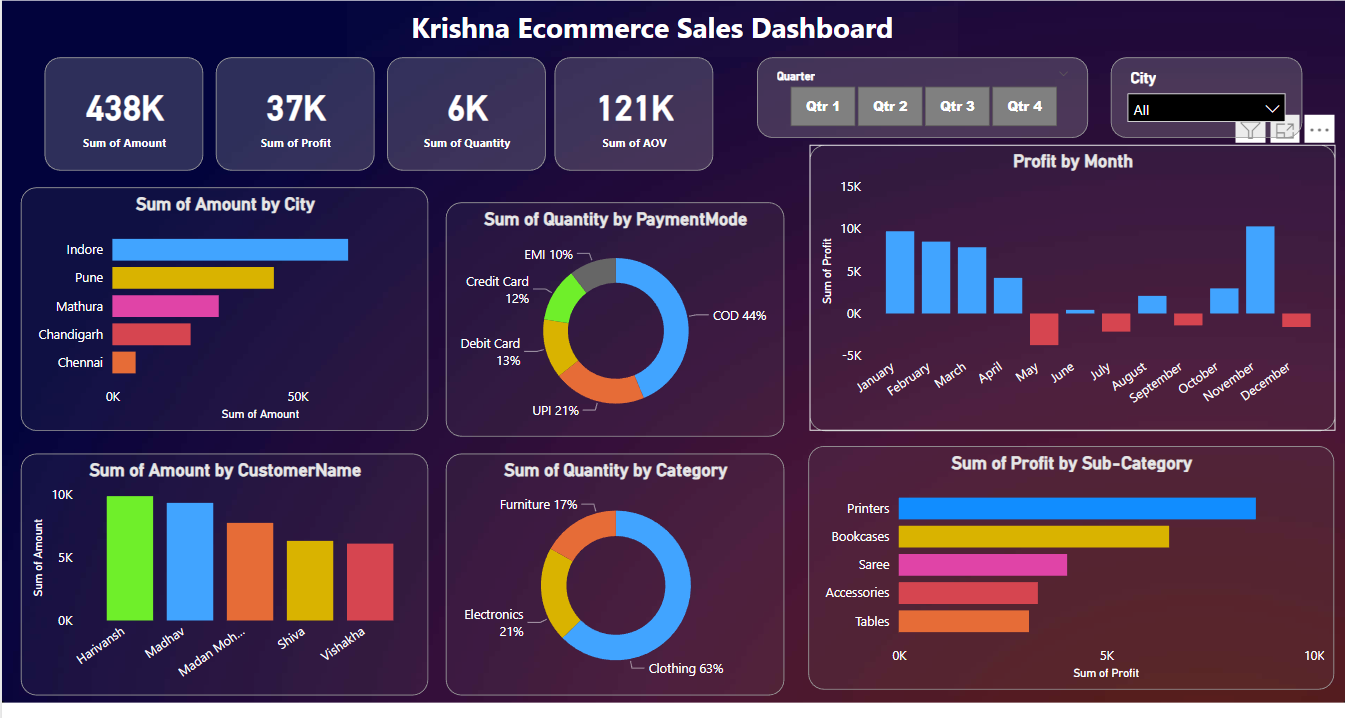 Krishna Ecommerce Sales Dashboard
438K
Sum of Amount
37K
Sum of Profit
6K
Sum of Quantity
121K
Sum of AOV
Quarter
Qtr 1
Qtr 2
Qtr 3
Qtr 4
City
All
Sum of Amount by City
Indore
Pune
Mathura
Chandigarh
Chennai
0K
50K
Sum of Amount
Sum of Quantity by PaymentMode
EMI 10%
Credit Card
12%
Debit Card
13%
UPI 21%
COD 44%
Profit by Month
Sum of Profit
15K
10K
5K
0K
-5K
January
February
March
April
May
June
July
August
September
October
November
December
Sum of Amount by CustomerName
Sum of Amount
10K
5K
0K
Harivansh
Madhav
Madan Moh...
Shiva
Vishakha
Sum of Quantity by Category
Furniture 17%
Electronics
21%
Clothing 63%
Sum of Profit by Sub-Category
Printers
Bookcases
Saree
Accessories
Tables
0K
5K
10K
Sum of Profit